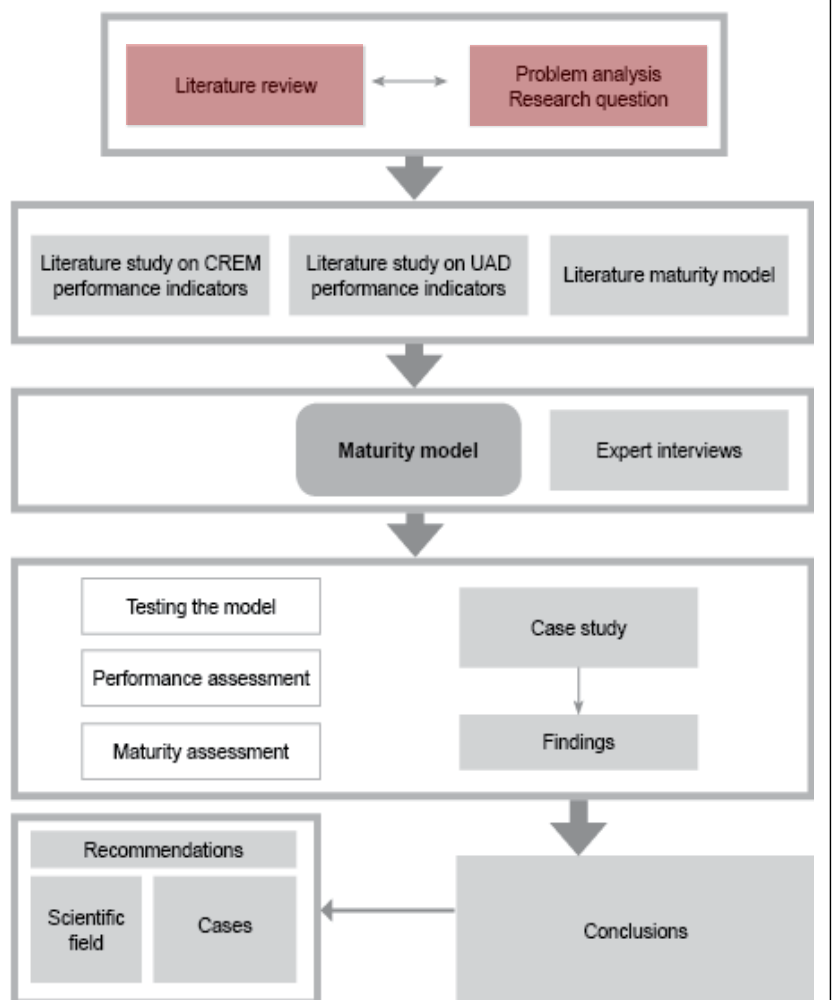 Literature review
Problem analysis
Research question
Literature study on CREM
performance indicators
Literature study on UAD
performance indicators
Literature maturity model
Maturity model
Expert interviews
Testing the model
Performance assessment
Maturity assessment
Case study
Findings
Recommendations
Scientific
field
Cases
Conclusions